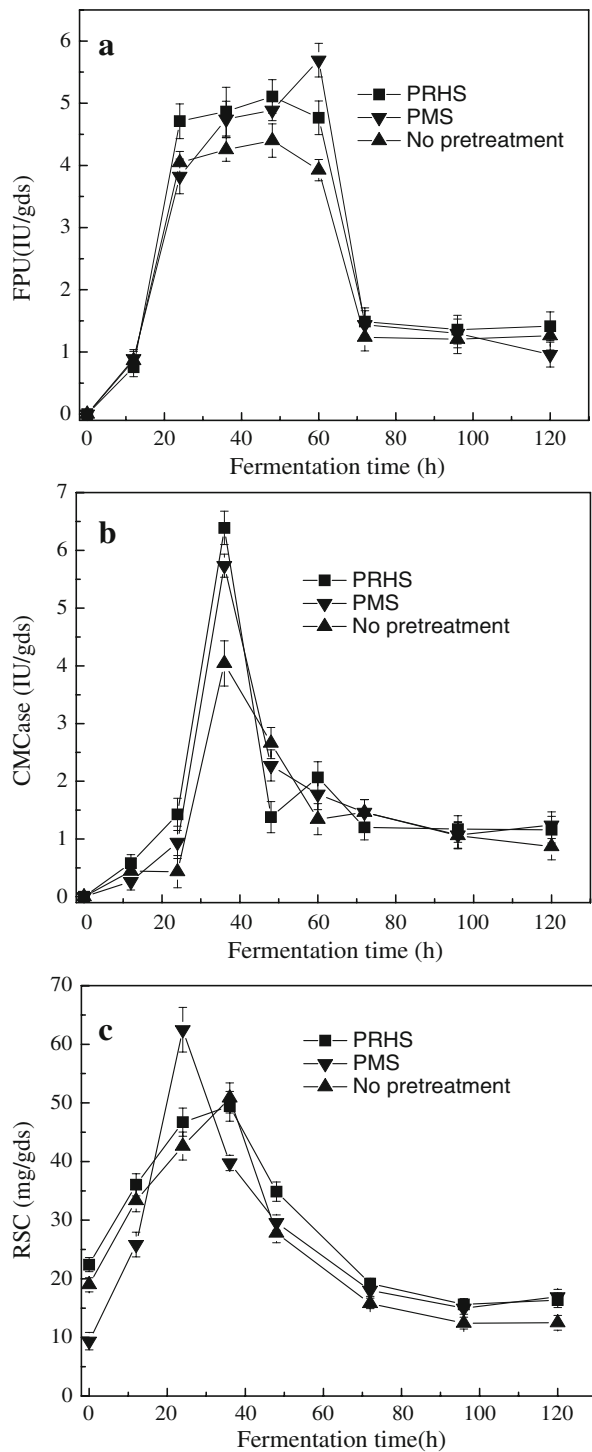 a
6
5
4
3
2
1
0
FPU(IU/gds)
PRHS
PMS
No pretreatment
0 20 40 60 80 100 120
Fermentation time (h)
b
7
6
5
4
3
2
1
0
CMCase (IU/gds)
PRHS
PMS
No pretreatment
0 20 40 60 80 100 120
Fermentation time (h)
c
70
60
50
40
30
20
10
0
RSC (mg/gds)
PRHS
PMS
No pretreatment
0 20 40 60 80 100 120
Fermentation time(h)